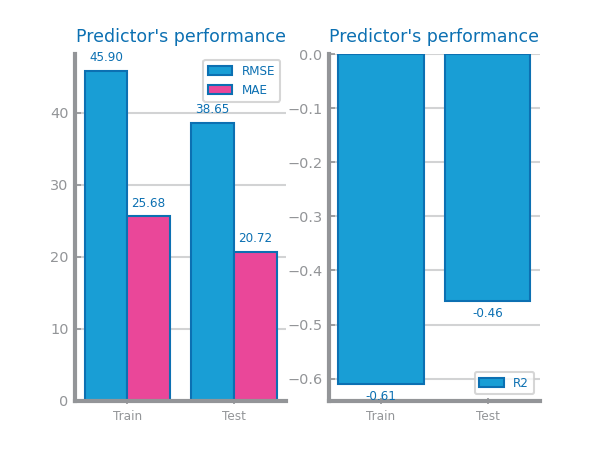 Predictor's performance
45.90
RMSE
MAE
38.65
40
30
25.68
20.72
20
10
0
Train
Test
Predictor's performance
0.0
−0.1
−0.2
−0.3
−0.4
-0.46
−0.5
−0.6
R2
-0.61
Train
Test